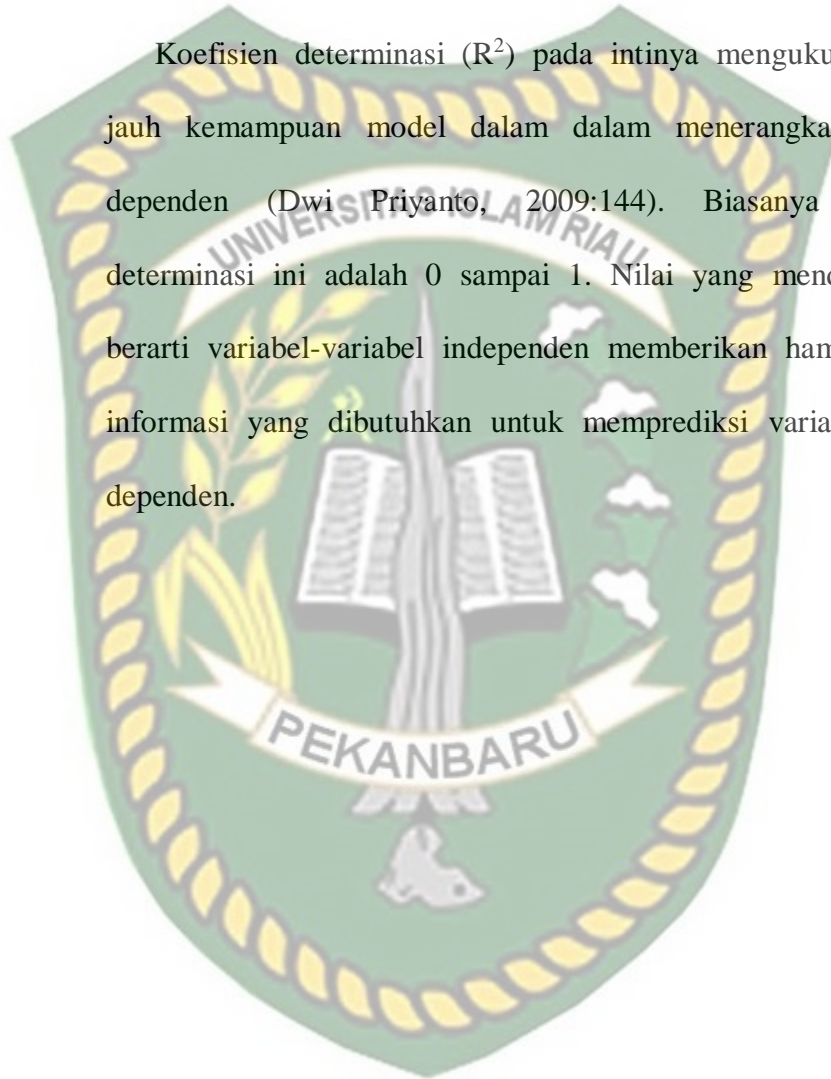 Koefisien determinasi (R²) pada intinya menguku
jauh kemampuan model dalam dalam menerangka
dependen (Dwi Priyanto, 2009:144). Biasanya
determinasi ini adalah 0 sampai 1. Nilai yang mend
berarti variabel-variabel independen memberikan ham
informasi yang dibutuhkan untuk memprediksi varia
dependen.
UNIVERSITAS ISLAM RIAU
PEKANBARU